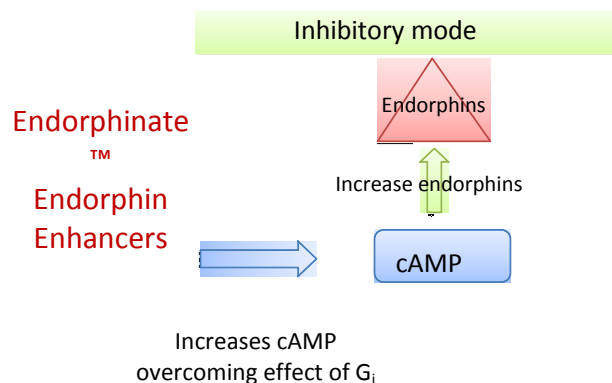 Inhibitory mode
Endorphins
Endorphinate
™
Endorphin
Enhancers
Increase endorphins
cAMP
Increases cAMP
overcoming effect of Gi